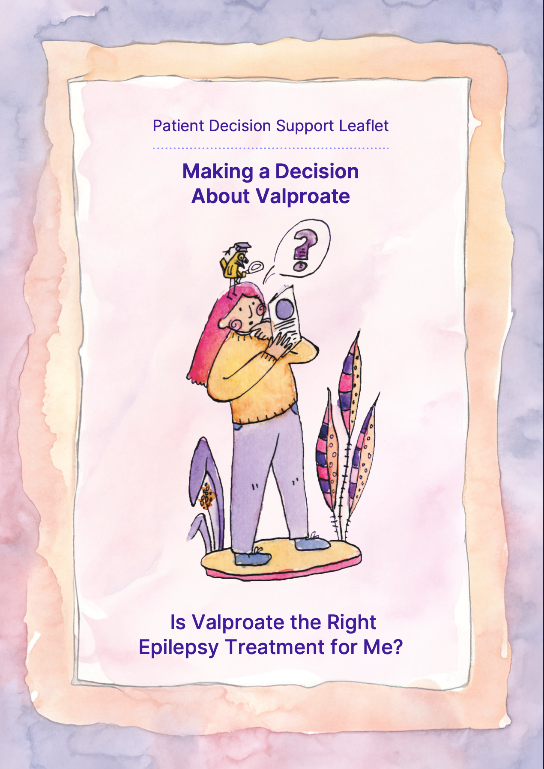 Patient Decision Support Leaflet
Making a Decision
About Valproate
?
Is Valproate the Right
Epilepsy Treatment for Me?